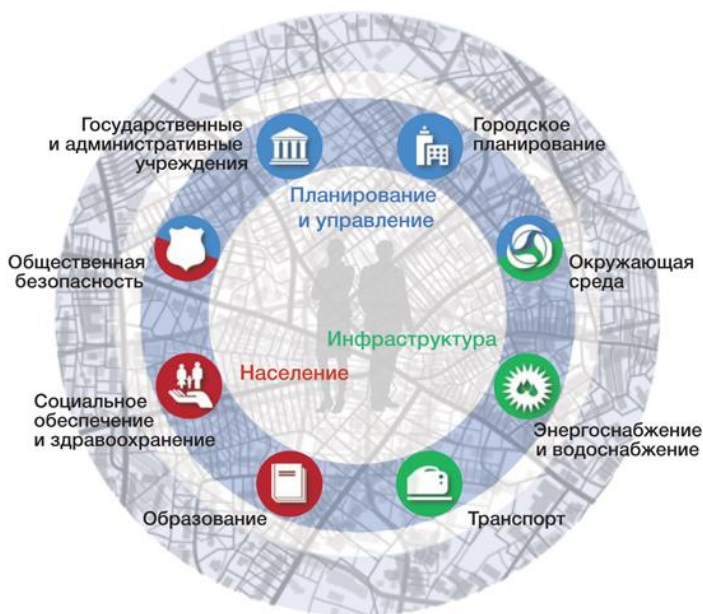 Государственные
и административные
учреждения
Городское
планирование
Планирование
и управление
Общественная
безопасность
Окружающая
среда
Инфраструктура
Население
Социальное
обеспечение
и здравоохранение
Энергоснабжение
и водоснабжение
Образование
Транспорт